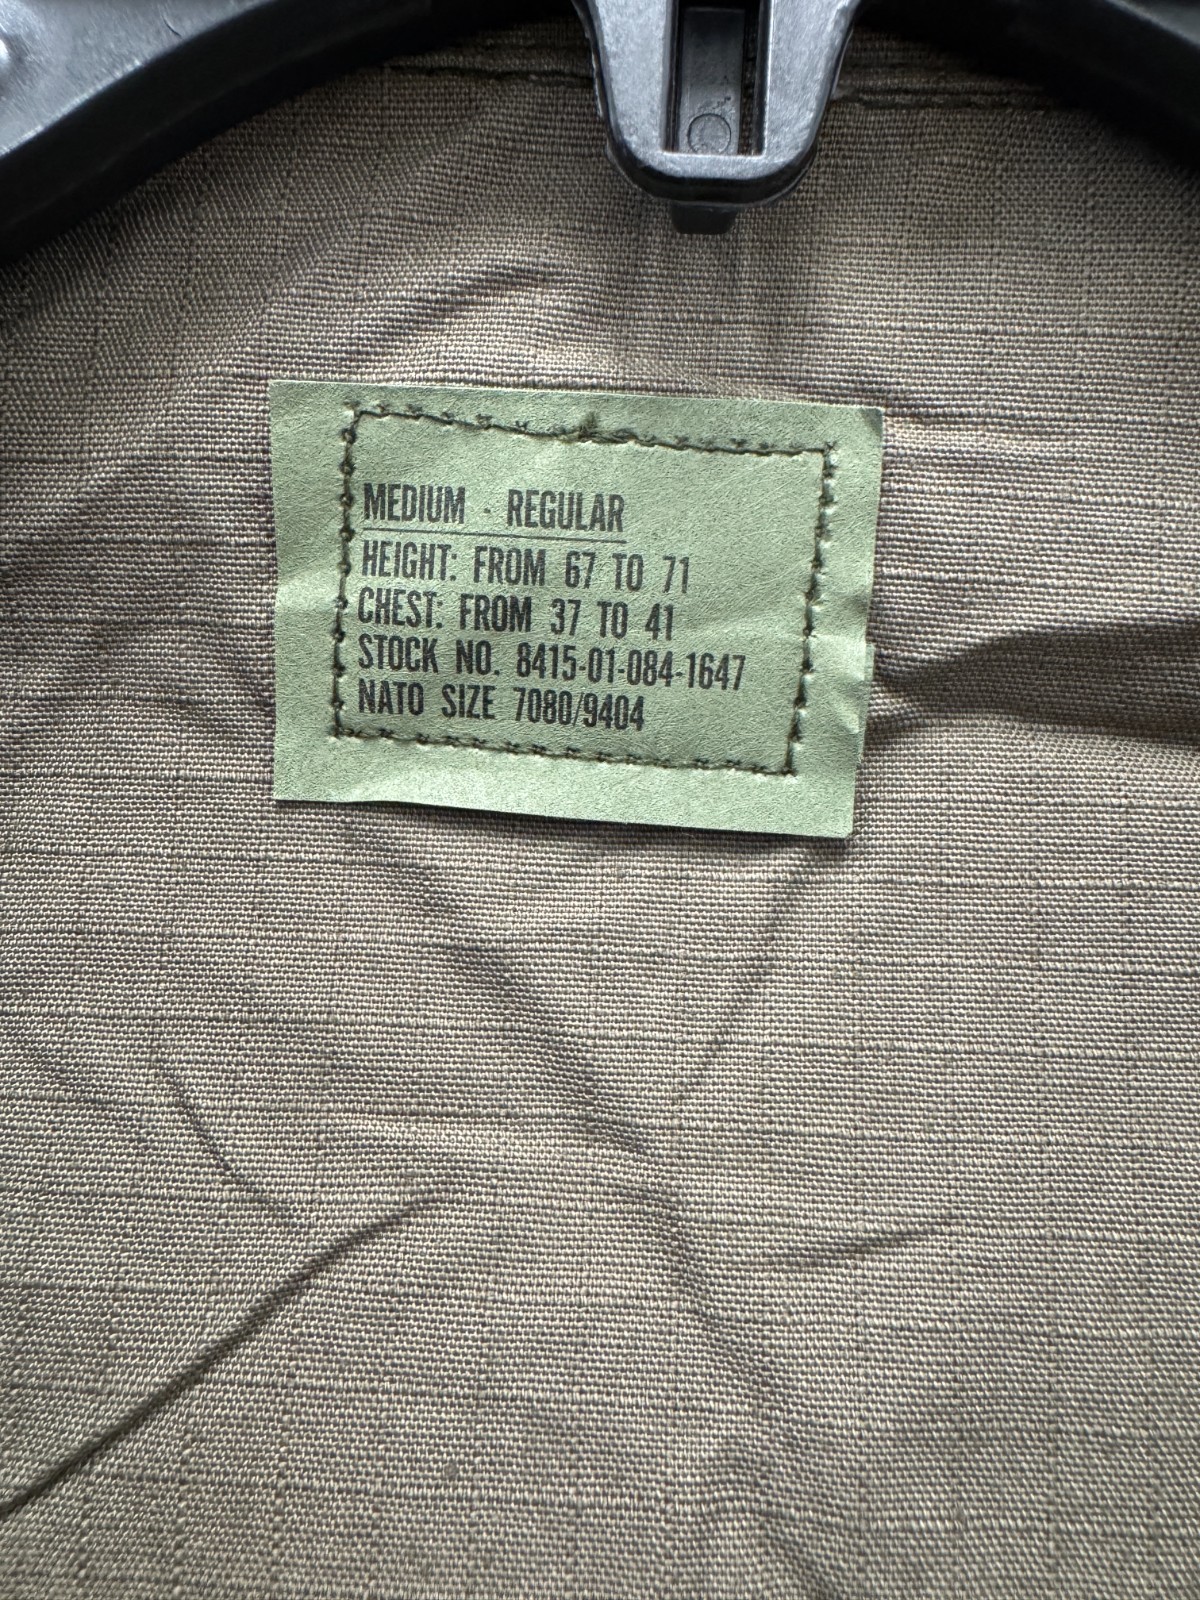 MEDIUM - REGULAR
HEIGHT: FROM 67 TO 71
CHEST: FROM 37 TO 41
STOCK NO. 8415-01-084-1647
NATO SIZE 7080/9404